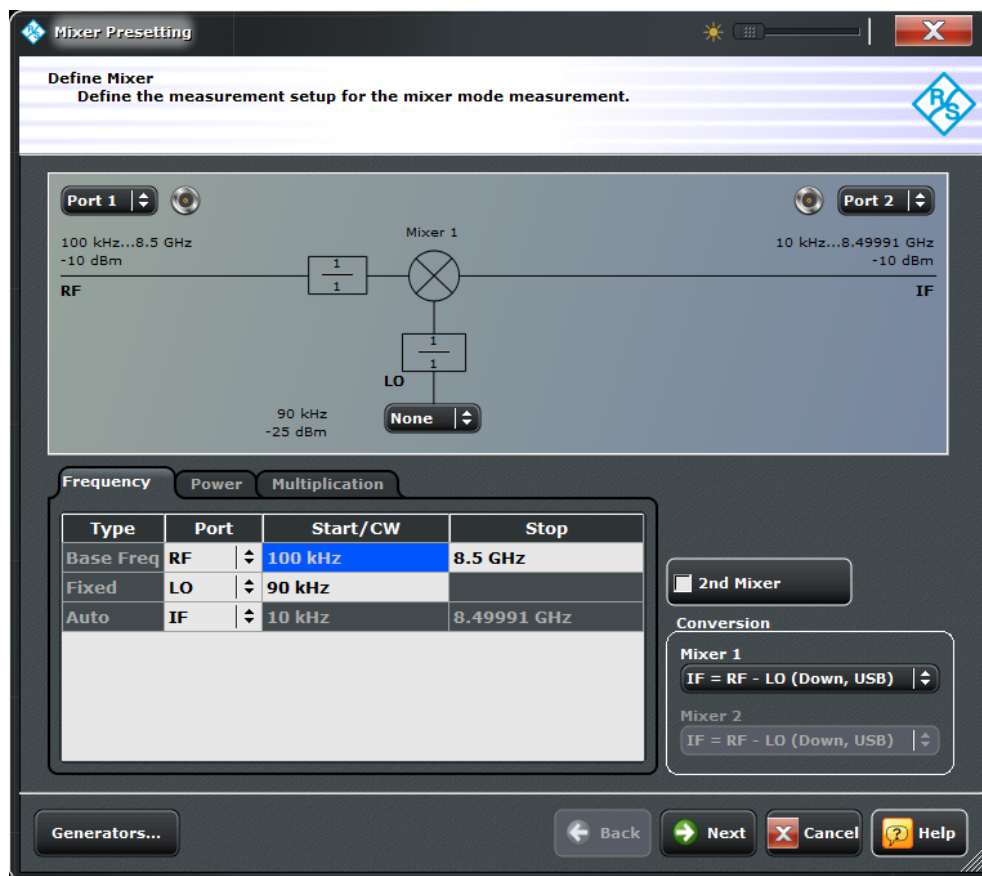 Mixer Presetting
Define Mixer
Define the measurement setup for the mixer mode measurement.
R&S
Port 1
Port 2
100 kHz...8.5 GHz
-10 dBm
RF
Mixer 1
10 kHz...8.49991 GHz
-10 dBm
IF
1
1
1
1
LO
90 kHz
-25 dBm
None
Frequency Power Multiplication
Type Port Start/CW Stop
Base Freq RF 100 kHz 8.5 GHz
Fixed LO 90 kHz
Auto IF 10 kHz 8.49991 GHz
2nd Mixer
Conversion
Mixer 1
IF = RF - LO (Down, USB)
Mixer 2
IF = RF - LO (Down, USB)
Generators... Back Next Cancel Help